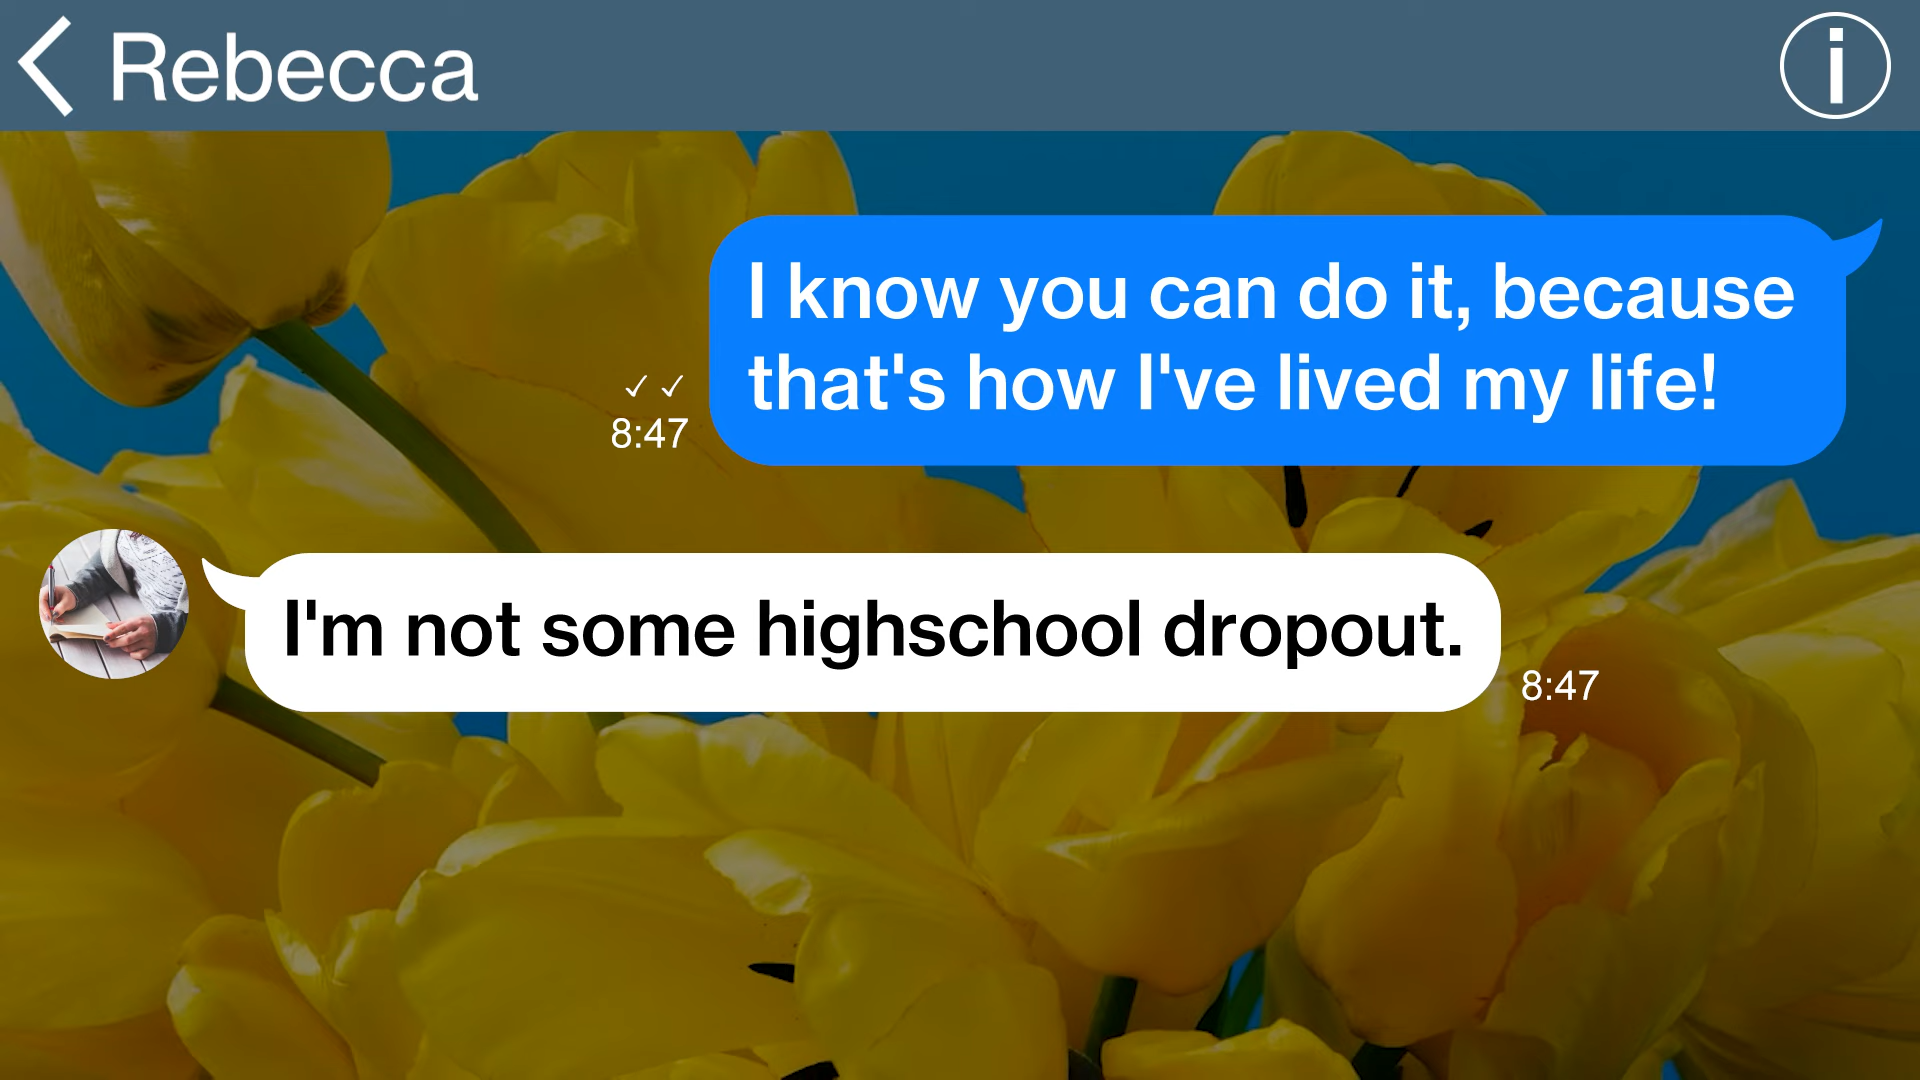 Rebecca
I know you can do it, because
that's how I've lived my life!
✓ ✓
8:47
I'm not some highschool dropout.
8:47